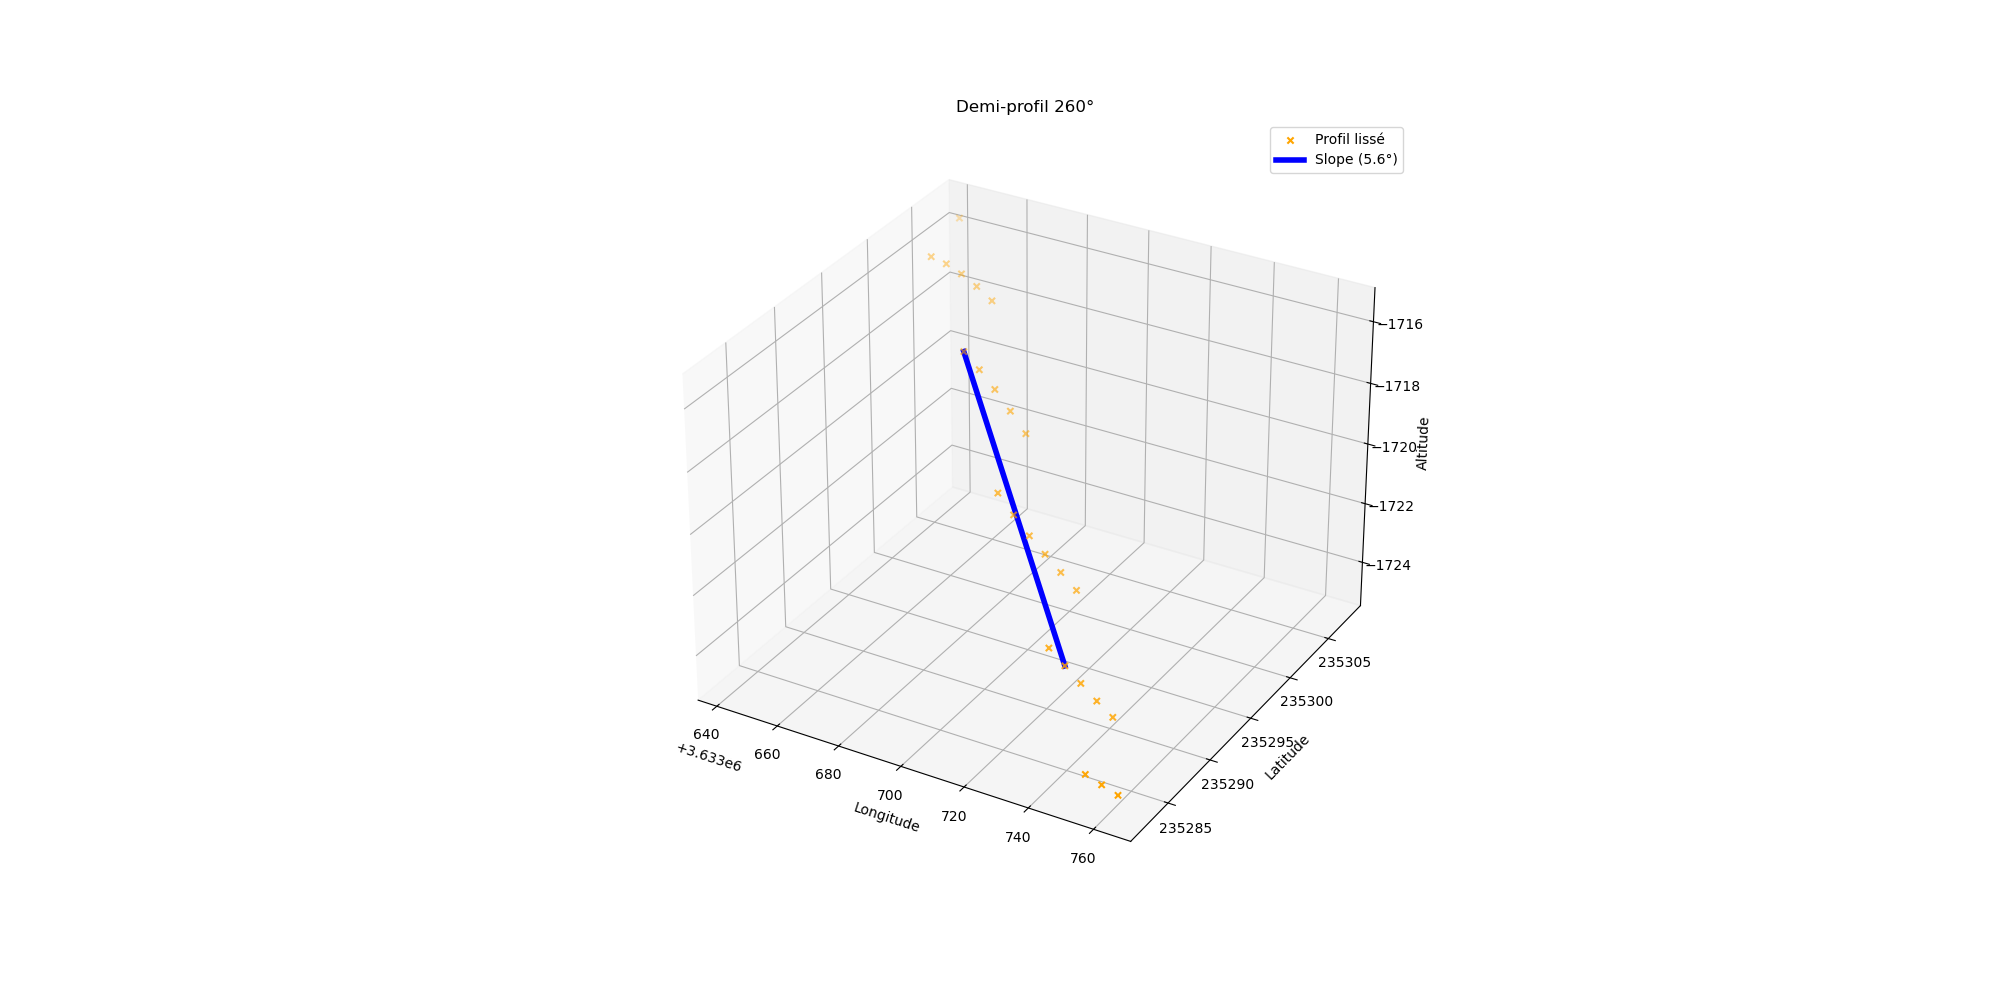 Demi-profil 260°
Profil lissé
Slope (5.6°)
−1716
−1718
−1720
−1722
−1724
Altitude
235305
235300
235295
235290
235285
Latitude
640
660
680
700
720
740
760
+3.633e6
Longitude